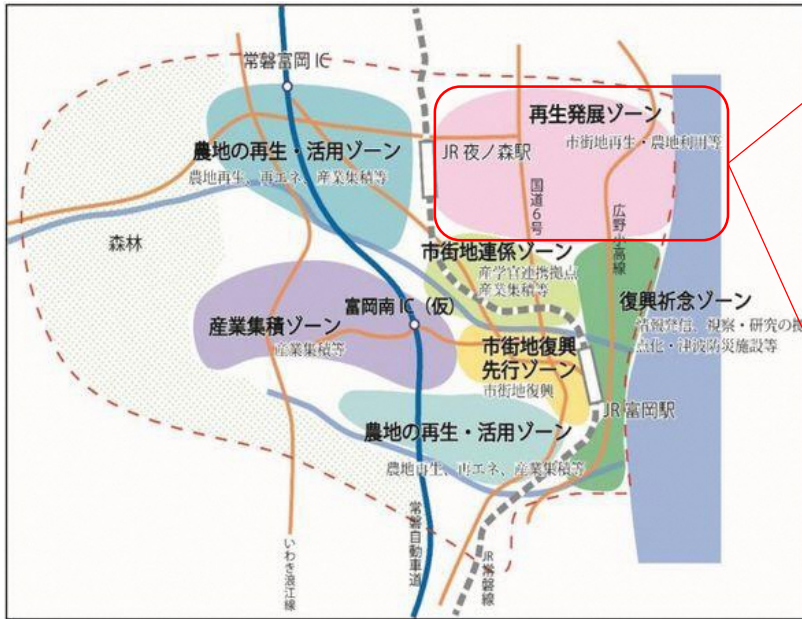 常磐富岡IC
再生発展ゾーン
市街地再生・農地利用等
農地の再生・活用ゾーン
農地再生、再エネ、産業集積等
JR夜ノ森駅
国道6号
広野小高線
森林
市街地連係ゾーン
産学官連携拠点
産業集積等
復興祈念ゾーン
情報発信、視察・研究の拠
点化・津波防災施設等
産業集積ゾーン
産業集積等
富岡南IC（仮）
市街地復興
先行ゾーン
市街地復興
JR富岡駅
農地の再生・活用ゾーン
農地再生、再エネ、産業集積等
いわき浪江線
常磐自動車道
JR常磐線